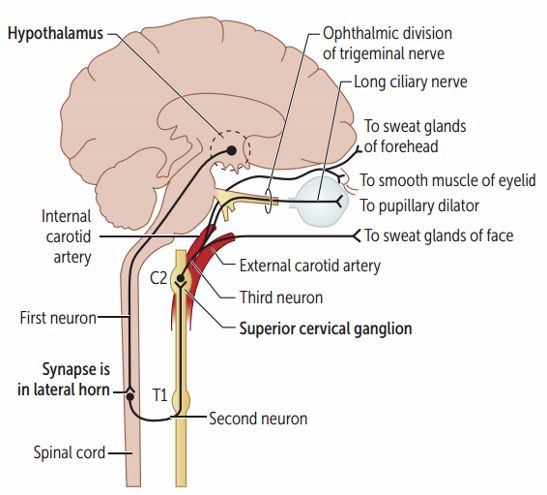 Hypothalamus
Ophthalmic division
of trigeminal nerve
Long ciliary nerve
To sweat glands
of forehead
To smooth muscle of eyelid
To pupillary dilator
To sweat glands of face
Internal
carotid
artery
External carotid artery
C2
Third neuron
First neuron
Superior cervical ganglion
Synapse is
in lateral horn
T1
Second neuron
Spinal cord